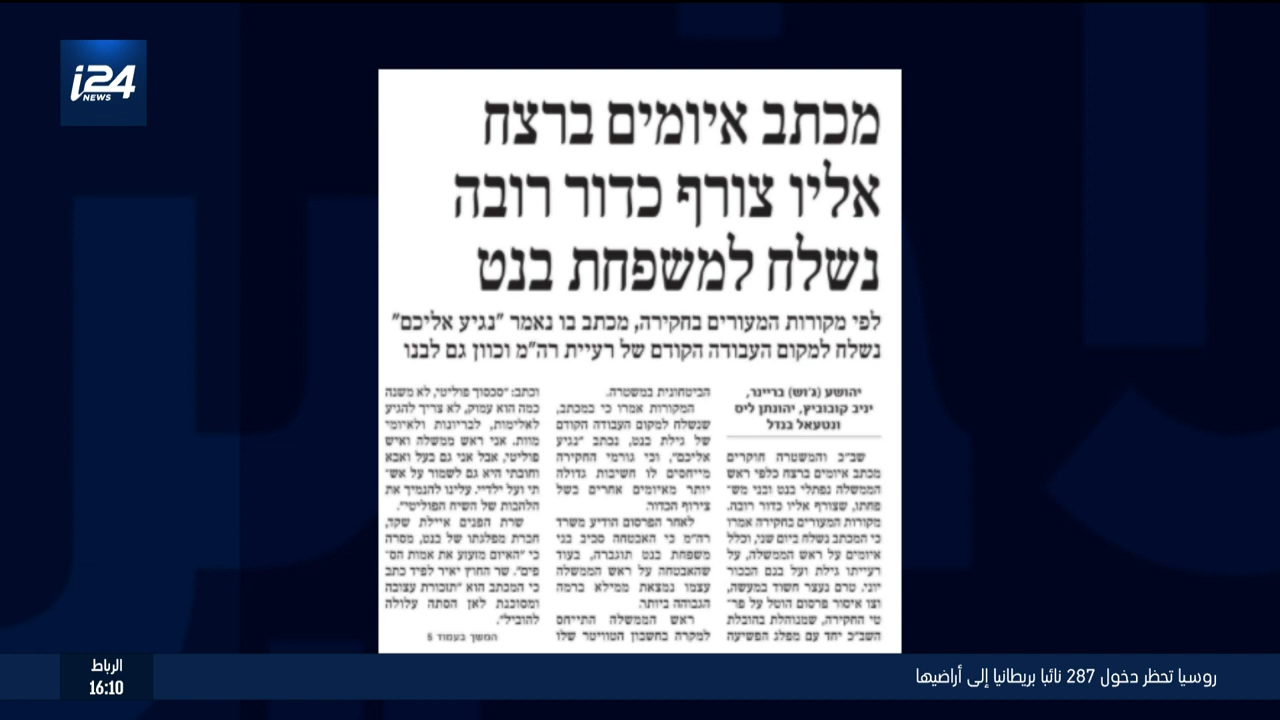 i24
NEWS
מכתב איומים ברצח
אליו צורף כדור רובה
נשלח למשפחת בנט
לפי מקורות המעורים בחקירה, מכתב בו נאמר "נגיע אליכם"
נשלח למקום העבודה הקודם של רעיית רה"מ וכוון גם לבנו
יהושע (ג'וש) בריינר,
יניב קובוביץ, יהונתן ליס
ונטעאל בנדל
שב"כ והמשטרה חוקרים
מכתב איומים ברצח כלפי ראש
הממשלה נפתלי בנט ובני מש־
פחתו, שצורף אליו כדור רובה.
מקורות המעורים בחקירה אמרו
כי המכתב נשלח ביום שני, וכלל
איומים על ראש הממשלה, על
רעייתו גילת ועל בנם הבכור
יוני. טרם נעצר חשוד במעשה,
וצו איסור פרסום הוטל על פר־
טי החקירה, שמנוהלת בהובלת
השב"כ יחד עם מפלג הפשיעה
הביטחונית במשטרה.
המקורות אמרו כי במכתב,
שנשלח למקום העבודה הקודם
של גילת בנט, נכתב "נגיע
אליכם", וכי גורמי החקירה
מייחסים לו חשיבות גדולה
יותר מאיומים אחרים בשל
צירוף הכדור.
לאחר הפרסום הודיע משרד
רה"מ כי האבטחה סביב בני
משפחת בנט תוגברה, בעוד
שהאבטחה על ראש הממשלה
עצמו נמצאת ממילא ברמה
הגבוהה ביותר.
ראש הממשלה התייחס
למקרה בחשבון הטוויטר שלו
וכתב: "סכסוך פוליטי, לא משנה
כמה הוא עמוק, לא צריך להגיע
לאלימות, לבריונות ולאיומי
מוות. אני ראש ממשלה ואיש
פוליטי, אבל אני גם בעל ואבא
וחובתי היא גם לשמור על אש־
תי ועל ילדיי. עלינו להנמיך את
הלהבות של השיח הפוליטי".
שרת הפנים איילת שקד,
חברת מפלגתו של בנט, מסרה
כי "האיום מזעזע את אמות הס־
פים". שר החוץ יאיר לפיד כתב
כי המכתב הוא "תזכורת עצובה
ומסוכנת לאן הסתה עלולה
להוביל".
המשך בעמוד 5
الرباط
16:10
روسيا تحظر دخول 287 نائبا بريطانيا إلى أراضيها